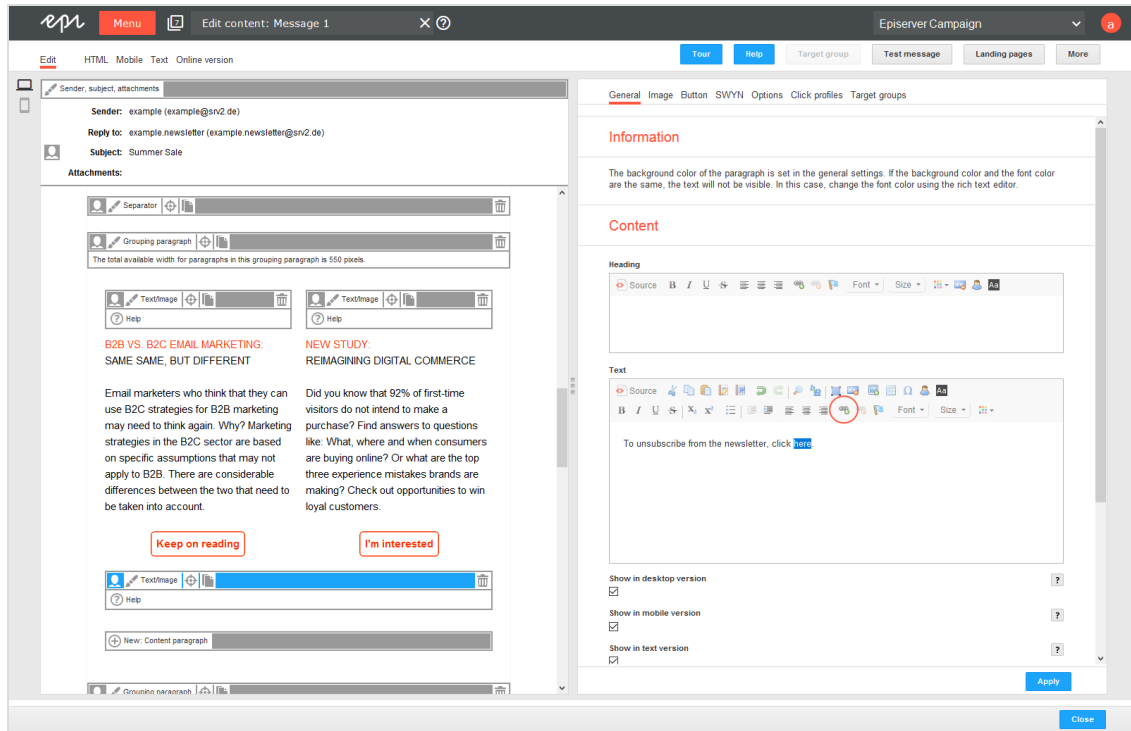 epi
Menu
7
Edit content: Message 1
Episerver Campaign
a
Edit HTML Mobile Text Online version
Tour Help Target group Test message Landing pages More
Sender, subject, attachments
Sender: example (example@srv2.de)
Reply to: example.newsletter (example.newsletter@srv2.de)
Subject: Summer Sale
Attachments:
Separator
Grouping paragraph
The total available width for paragraphs in this grouping paragraph is 550 pixels.
Text/Image
Help
B2B VS. B2C EMAIL MARKETING:
SAME SAME, BUT DIFFERENT
Email marketers who think that they can
use B2C strategies for B2B marketing
may need to think again. Why? Marketing
strategies in the B2C sector are based
on specific assumptions that may not
apply to B2B. There are considerable
differences between the two that need to
be taken into account.
Keep on reading
Text/Image
Help
NEW STUDY:
REIMAGINING DIGITAL COMMERCE
Did you know that 92% of first-time
visitors do not intend to make a
purchase? Find answers to questions
like: What, where and when consumers
are buying online? Or what are the top
three experience mistakes brands are
making? Check out opportunities to win
loyal customers.
I'm interested
Text/Image
Help
New: Content paragraph
Grouping paragraph
General Image Button SWYN Options Click profiles Target groups
Information
The background color of the paragraph is set in the general settings. If the background color and the font color
are the same, the text will not be visible. In this case, change the font color using the rich text editor.
Content
Heading
Source B I U S Font Size Aa
Text
Source Ω Aa
B I U S X₂ X² Font Size
To unsubscribe from the newsletter, click here.
Show in desktop version ?
Show in mobile version ?
Show in text version ?
Apply
Close